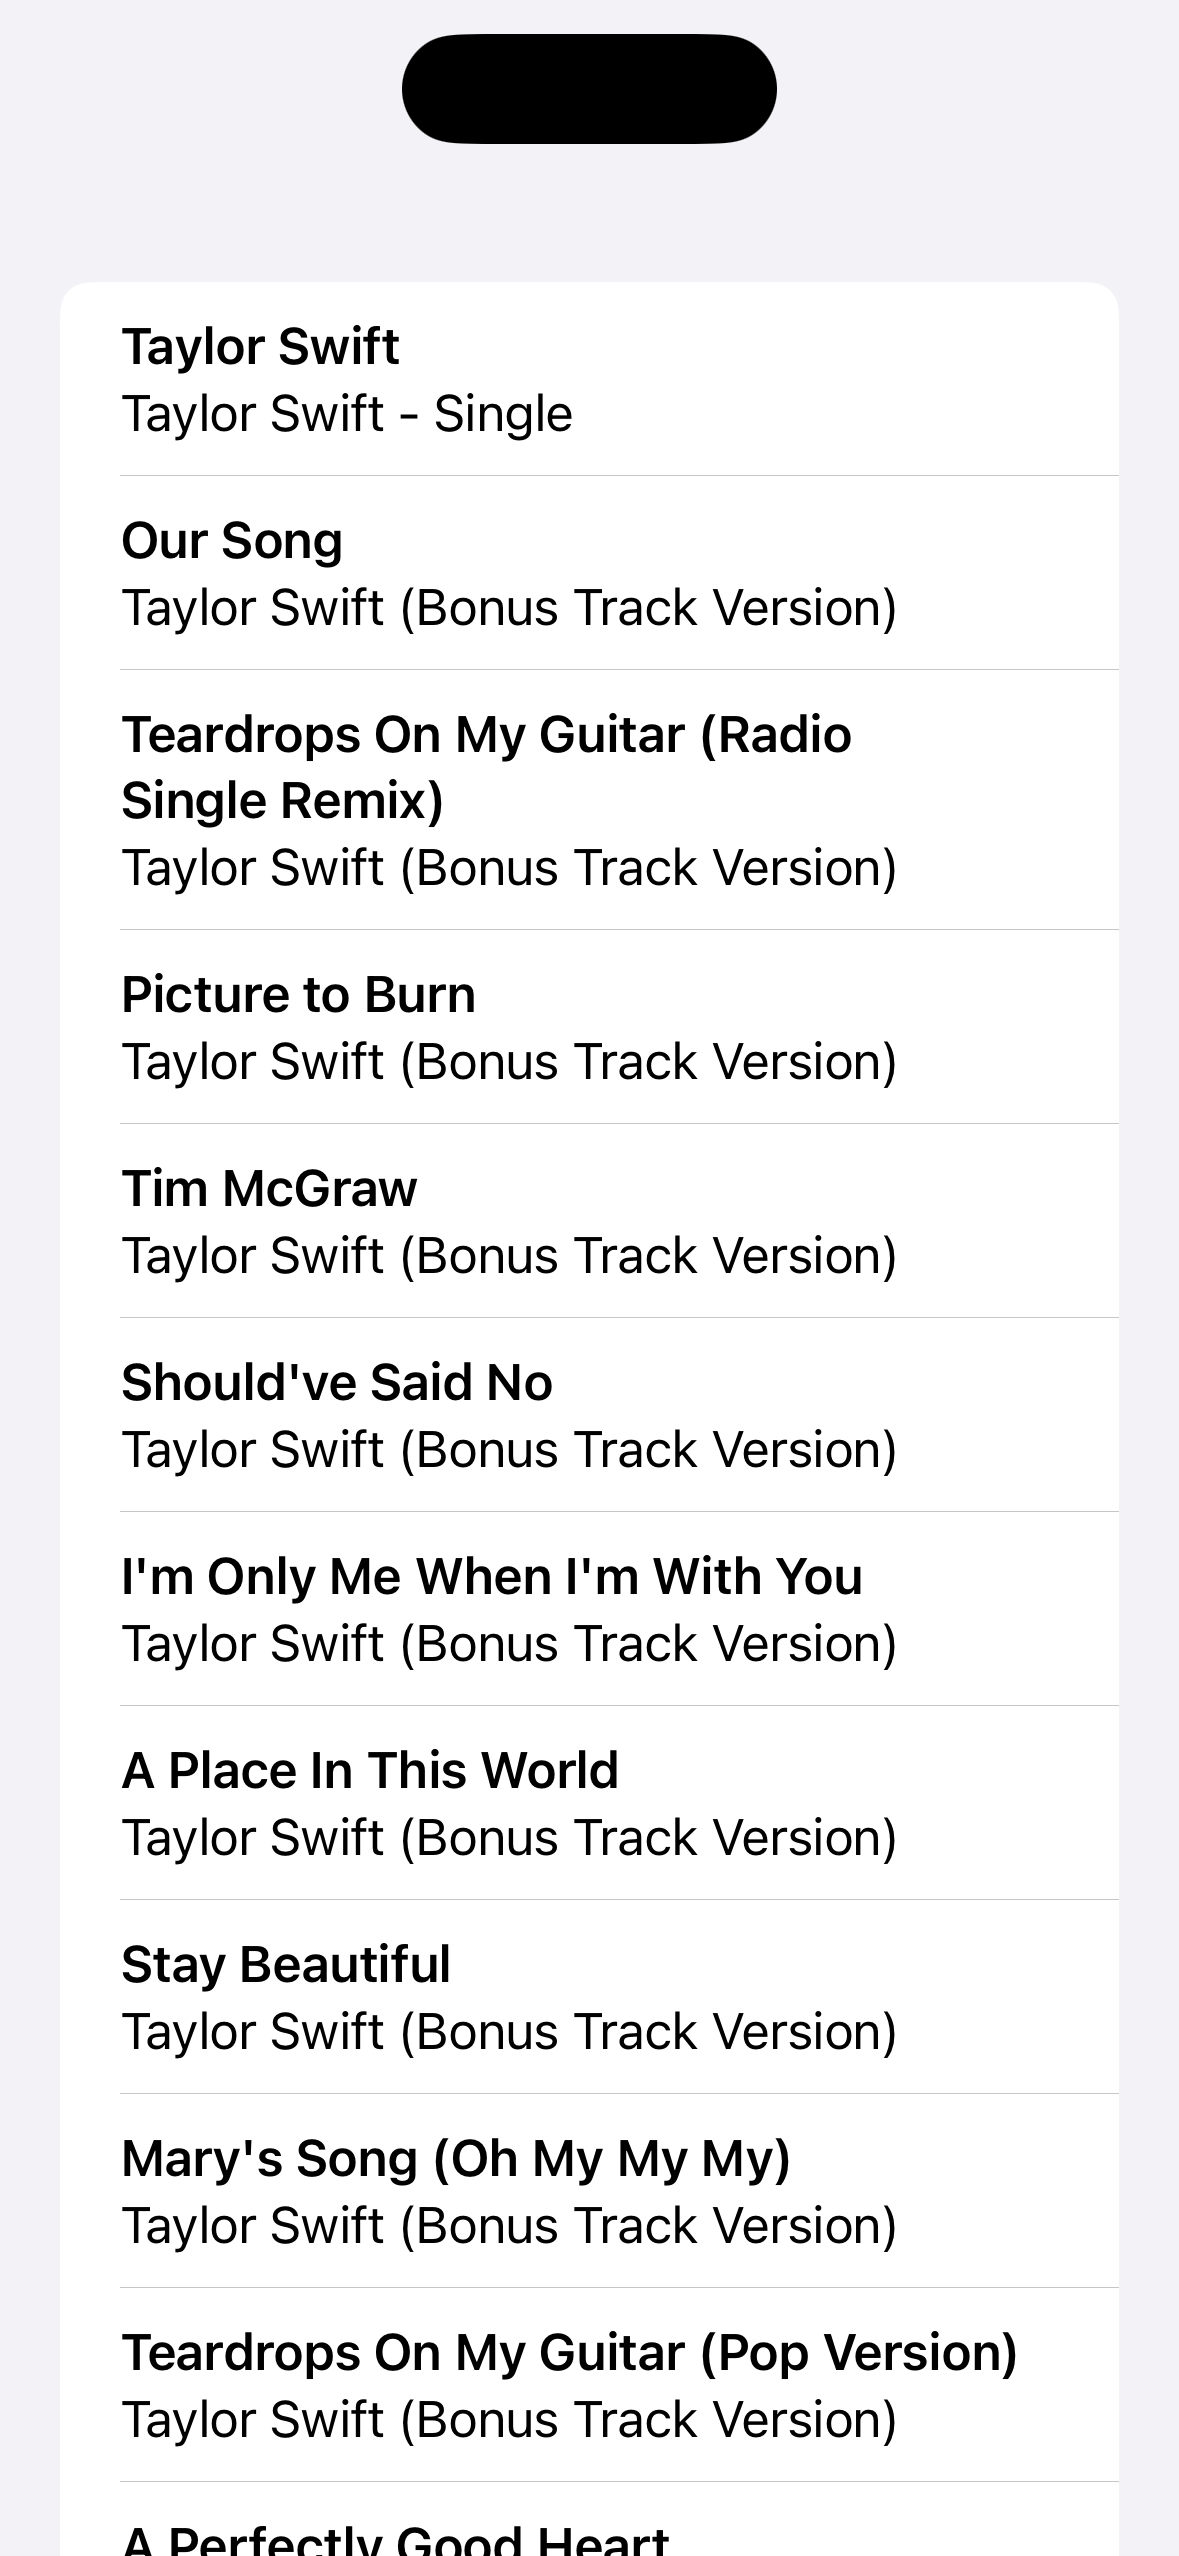 Taylor Swift
Taylor Swift - Single
Our Song
Taylor Swift (Bonus Track Version)
Teardrops On My Guitar (Radio
Single Remix)
Taylor Swift (Bonus Track Version)
Picture to Burn
Taylor Swift (Bonus Track Version)
Tim McGraw
Taylor Swift (Bonus Track Version)
Should've Said No
Taylor Swift (Bonus Track Version)
I'm Only Me When I'm With You
Taylor Swift (Bonus Track Version)
A Place In This World
Taylor Swift (Bonus Track Version)
Stay Beautiful
Taylor Swift (Bonus Track Version)
Mary's Song (Oh My My My)
Taylor Swift (Bonus Track Version)
Teardrops On My Guitar (Pop Version)
Taylor Swift (Bonus Track Version)
A Perfectly Good Heart